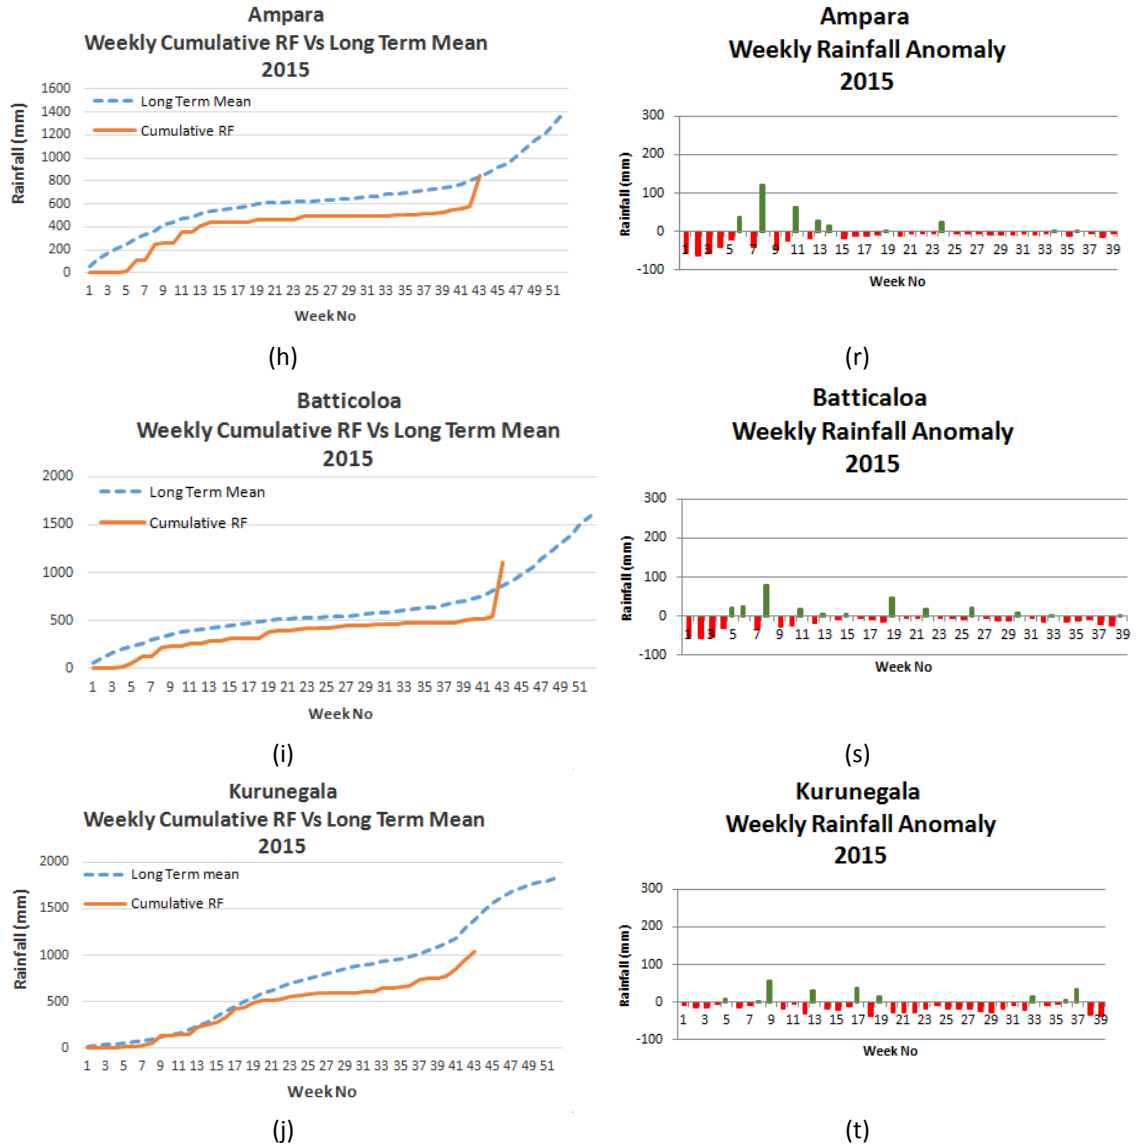 Ampara
Weekly Cumulative RF Vs Long Term Mean
2015
1600
1400
1200
1000
800
600
400
200
0
Rainfall (mm)
Long Term Mean
Cumulative RF
1 3 5 7 9 11 13 15 17 19 21 23 25 27 29 31 33 35 37 39 41 43 45 47 49 51
Week No
(h)
Ampara
Weekly Rainfall Anomaly
2015
300
200
100
0
-100
Rainfall (mm)
1 3 5 7 9 11 13 15 17 19 21 23 25 27 29 31 33 35 37 39
Week No
(r)
Batticoloa
Weekly Cumulative RF Vs Long Term Mean
2015
2000
1500
1000
500
0
Long Term Mean
Cumulative RF
1 3 5 7 9 11 13 15 17 19 21 23 25 27 29 31 33 35 37 39 41 43 45 47 49 51
Week No
(i)
Batticaloa
Weekly Rainfall Anomaly
2015
300
200
100
0
-100
Rainfall (mm)
1 3 5 7 9 11 13 15 17 19 21 23 25 27 29 31 33 35 37 39
Week No
(s)
Kurunegala
Weekly Cumulative RF Vs Long Term Mean
2015
2000
1500
1000
500
0
Rainfall (mm)
Long Term mean
Cumulative RF
1 3 5 7 9 11 13 15 17 19 21 23 25 27 29 31 33 35 37 39 41 43 45 47 49 51
Week No
(j)
Kurunegala
Weekly Rainfall Anomaly
2015
300
200
100
0
-100
Rainfall (mm)
1 3 5 7 9 11 13 15 17 19 21 23 25 27 29 31 33 35 37 39
Week No
(t)